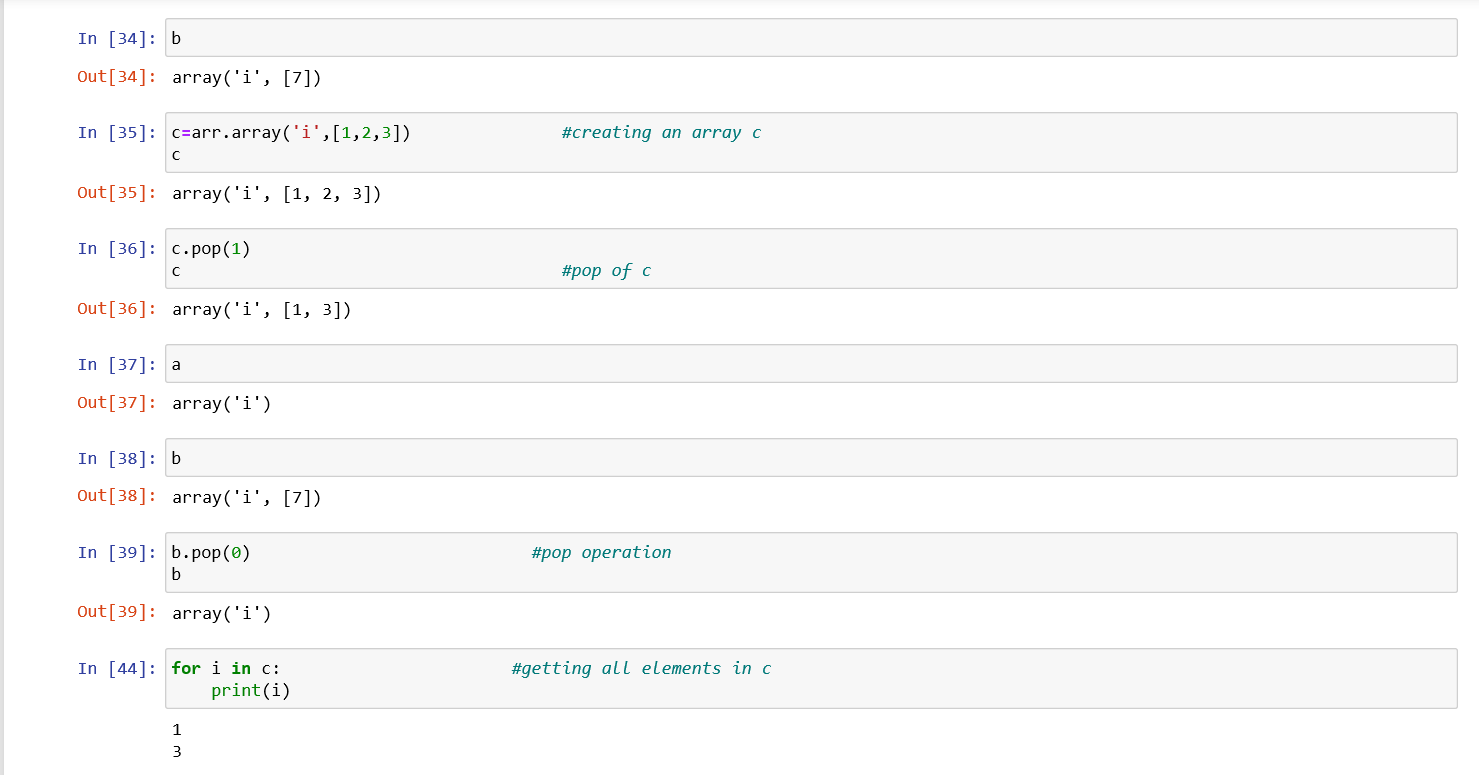 In [34]: b
Out[34]: array('i', [7])
In [35]: c=arr.array('i',[1,2,3]) #creating an array c
c
Out[35]: array('i', [1, 2, 3])
In [36]: c.pop(1)
c #pop of c
Out[36]: array('i', [1, 3])
In [37]: a
Out[37]: array('i')
In [38]: b
Out[38]: array('i', [7])
In [39]: b.pop(0) #pop operation
b
Out[39]: array('i')
In [44]: for i in c: #getting all elements in c
print(i)
1
3